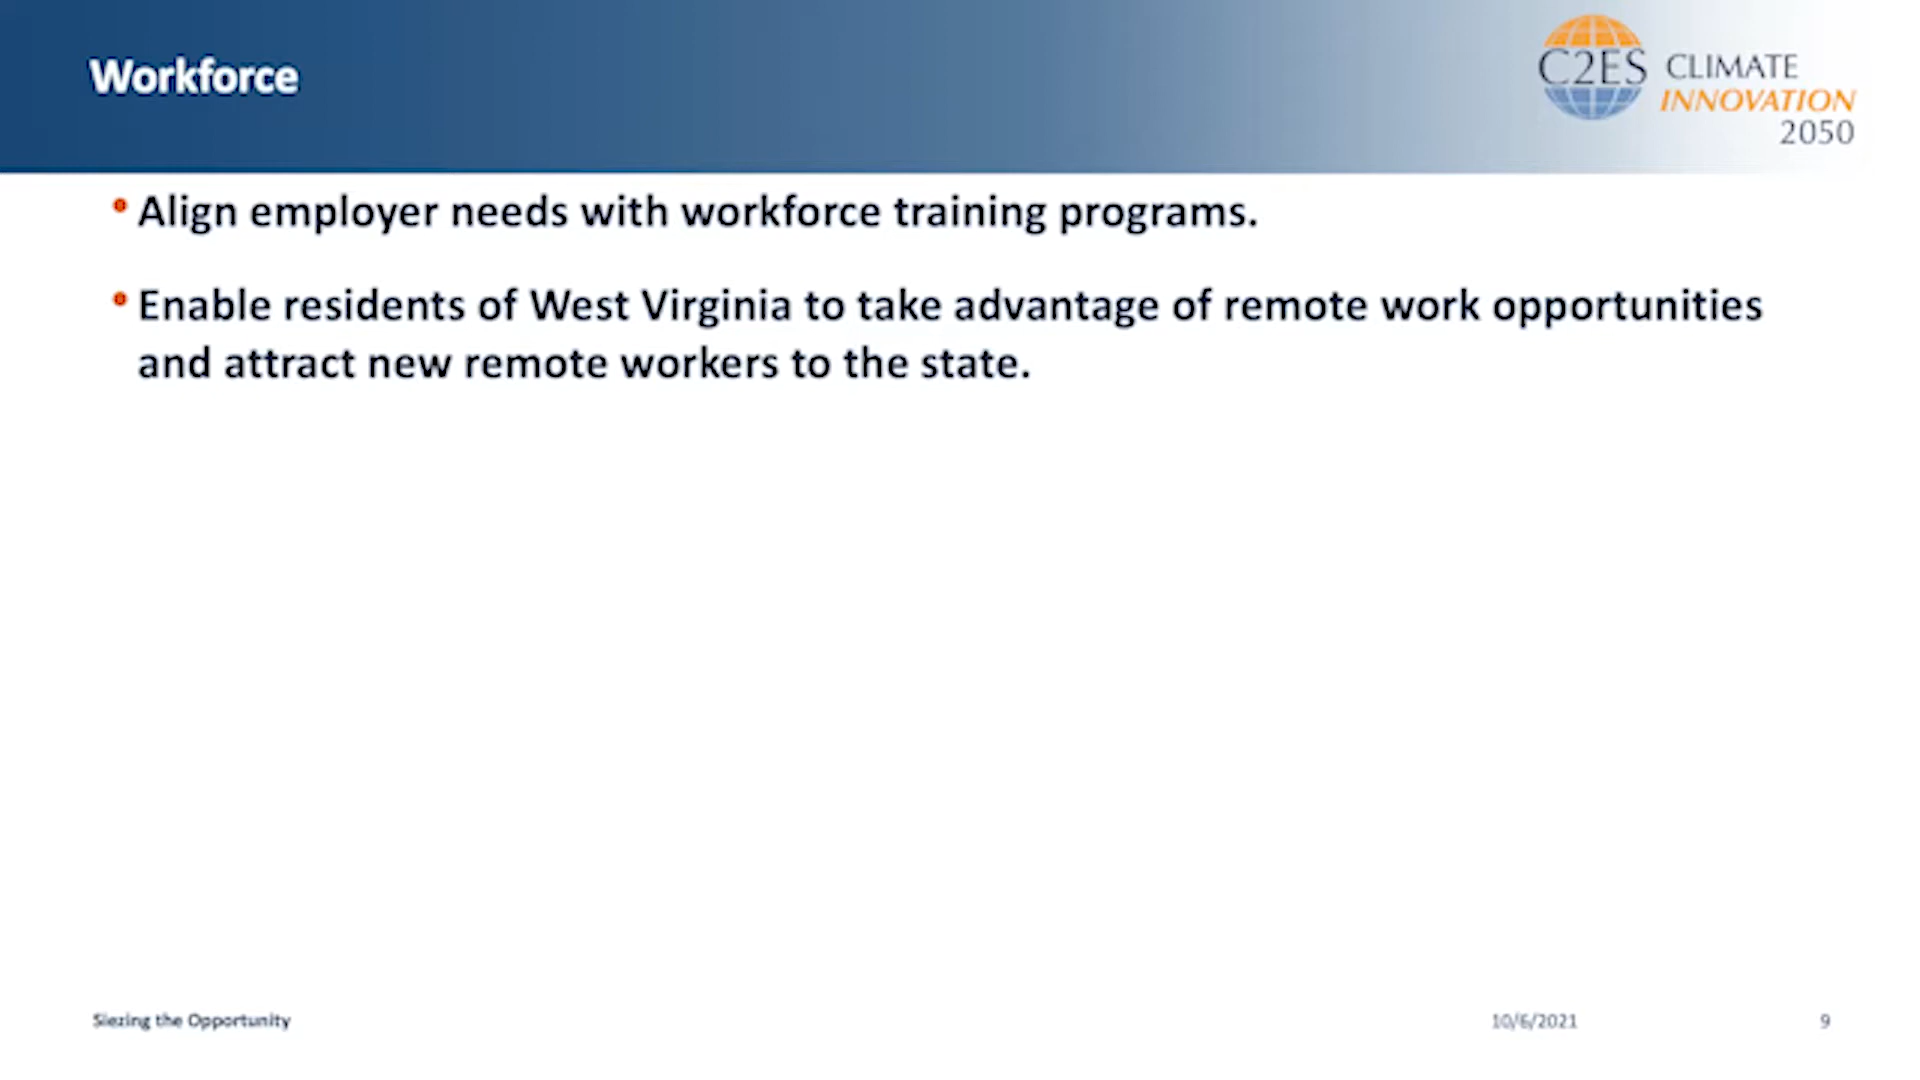 Workforce
C2ES CLIMATE
INNOVATION
2050
• Align employer needs with workforce training programs.
• Enable residents of West Virginia to take advantage of remote work opportunities
and attract new remote workers to the state.
Siezing the Opportunity
10/6/2021
9